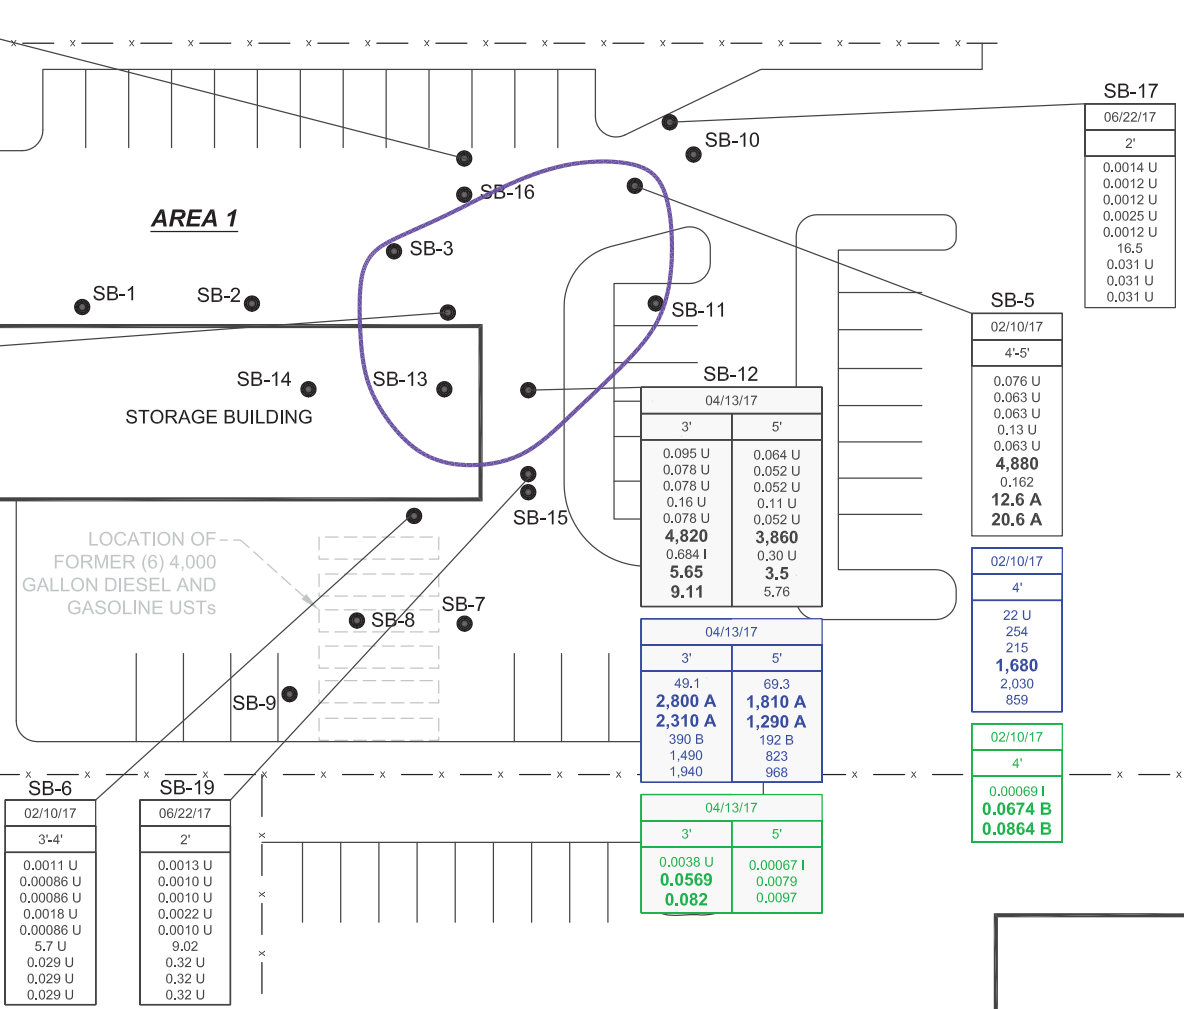 SB-17
06/22/17
2'
0.0014 U
0.0012 U
0.0012 U
0.0025 U
0.0012 U
16.5
0.031 U
0.031 U
0.031 U
SB-10
SB-16
AREA 1
SB-3
SB-1
SB-2
SB-11
SB-5
02/10/17
4'-5'
0.076 U
0.063 U
0.063 U
0.13 U
0.063 U
4,880
0.162
12.6 A
20.6 A
02/10/17
4'
22 U
254
215
1,680
2,030
859
02/10/17
4'
0.00069 I
0.0674 B
0.0864 B
SB-14
SB-13
STORAGE BUILDING
SB-12
04/13/17
3' 5'
0.095 U 0.064 U
0.078 U 0.052 U
0.078 U 0.052 U
0.16 U 0.11 U
0.078 U 0.052 U
4,820 3,860
0.684 I 0.30 U
5.65 3.5
9.11 5.76
04/13/17
3' 5'
49.1 69.3
2,800 A 1,810 A
2,310 A 1,290 A
390 B 192 B
1,490 823
1,940 968
04/13/17
3' 5'
0.0038 U 0.00067 I
0.0569 0.0079
0.082 0.0097
SB-15
LOCATION OF
FORMER (6) 4,000
GALLON DIESEL AND
GASOLINE USTs
SB-8
SB-7
SB-9
SB-6
02/10/17
3'-4'
0.0011 U
0.00086 U
0.00086 U
0.0018 U
0.00086 U
5.7 U
0.029 U
0.029 U
0.029 U
SB-19
06/22/17
2'
0.0013 U
0.0010 U
0.0010 U
0.0022 U
0.0010 U
9.02
0.32 U
0.32 U
0.32 U